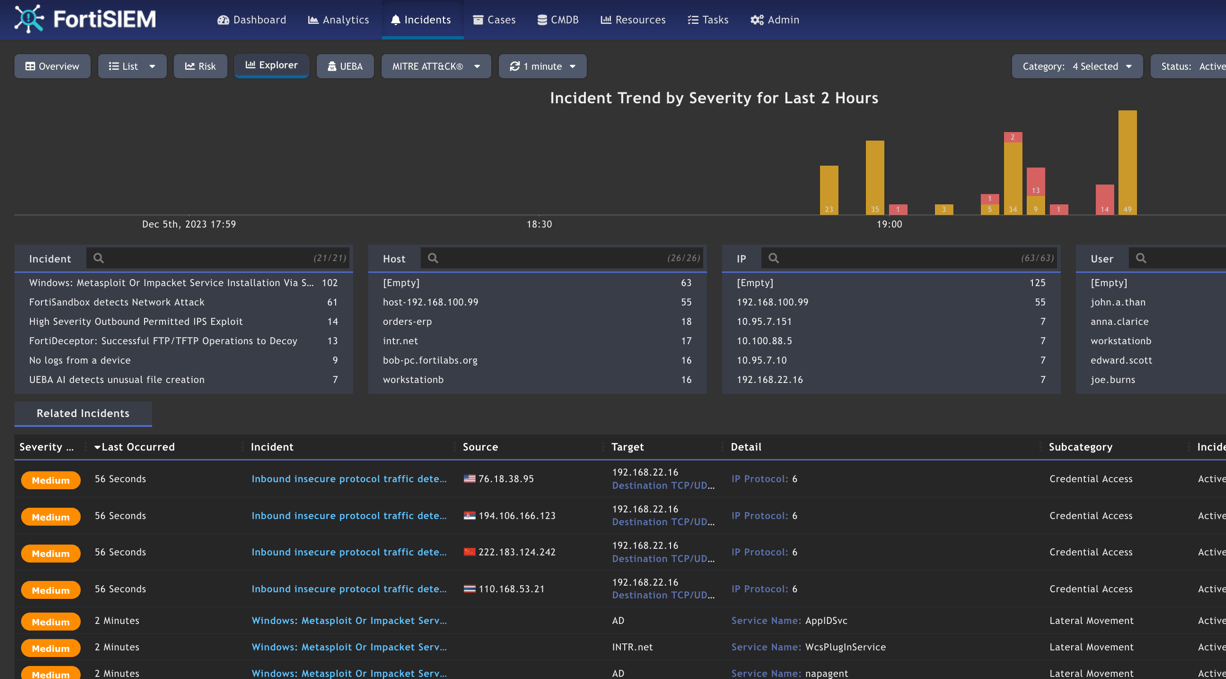 FortiSIEM
Dashboard Analytics Incidents Cases CMDB Resources Tasks Admin
Overview List Risk Explorer UEBA MITRE ATT&CK® 1 minute Category: 4 Selected Status: Active
Incident Trend by Severity for Last 2 Hours
23 35 1 3 1 5 2 34 13 9 1 14 49
Dec 5th, 2023 17:59 18:30 19:00
Incident (21/21)
Windows: Metasploit Or Impacket Service Installation Via S... 102
FortiSandbox detects Network Attack 61
High Severity Outbound Permitted IPS Exploit 14
FortiDeceptor: Successful FTP/TFTP Operations to Decoy 13
No logs from a device 9
UEBA AI detects unusual file creation 7
Host (26/26)
[Empty] 63
host-192.168.100.99 55
orders-erp 18
intr.net 17
bob-pc.fortilabs.org 16
workstationb 16
IP (63/63)
[Empty] 125
192.168.100.99 55
10.95.7.151 7
10.100.88.5 7
10.95.7.10 7
192.168.22.16 7
User
[Empty]
john.a.than
anna.clarice
workstationb
edward.scott
joe.burns
Related Incidents
Severity ... Last Occurred Incident Source Target Detail Subcategory Incide
Medium 56 Seconds Inbound insecure protocol traffic dete... 76.18.38.95 192.168.22.16 IP Protocol: 6 Credential Access Active
Destination TCP/UD...
Medium 56 Seconds Inbound insecure protocol traffic dete... 194.106.166.123 192.168.22.16 IP Protocol: 6 Credential Access Active
Destination TCP/UD...
Medium 56 Seconds Inbound insecure protocol traffic dete... 222.183.124.242 192.168.22.16 IP Protocol: 6 Credential Access Active
Destination TCP/UD...
Medium 56 Seconds Inbound insecure protocol traffic dete... 110.168.53.21 192.168.22.16 IP Protocol: 6 Credential Access Active
Destination TCP/UD...
Medium 2 Minutes Windows: Metasploit Or Impacket Serv... AD Service Name: AppIDSvc Lateral Movement Active
Medium 2 Minutes Windows: Metasploit Or Impacket Serv... INTR.net Service Name: WcsPlugInService Lateral Movement Active
Medium 2 Minutes Windows: Metasploit Or Impacket Serv... AD Service Name: napagent Lateral Movement Active